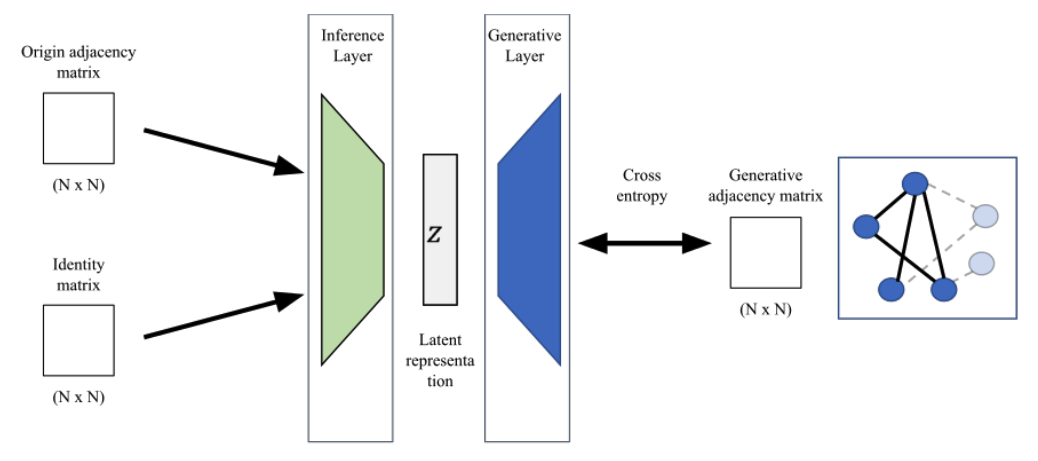 Origin adjacency
matrix
(N x N)
Identity
matrix
(N x N)
Inference
Layer
Z
Latent
representa
tion
Generative
Layer
Cross
entropy
Generative
adjacency matrix
(N x N)